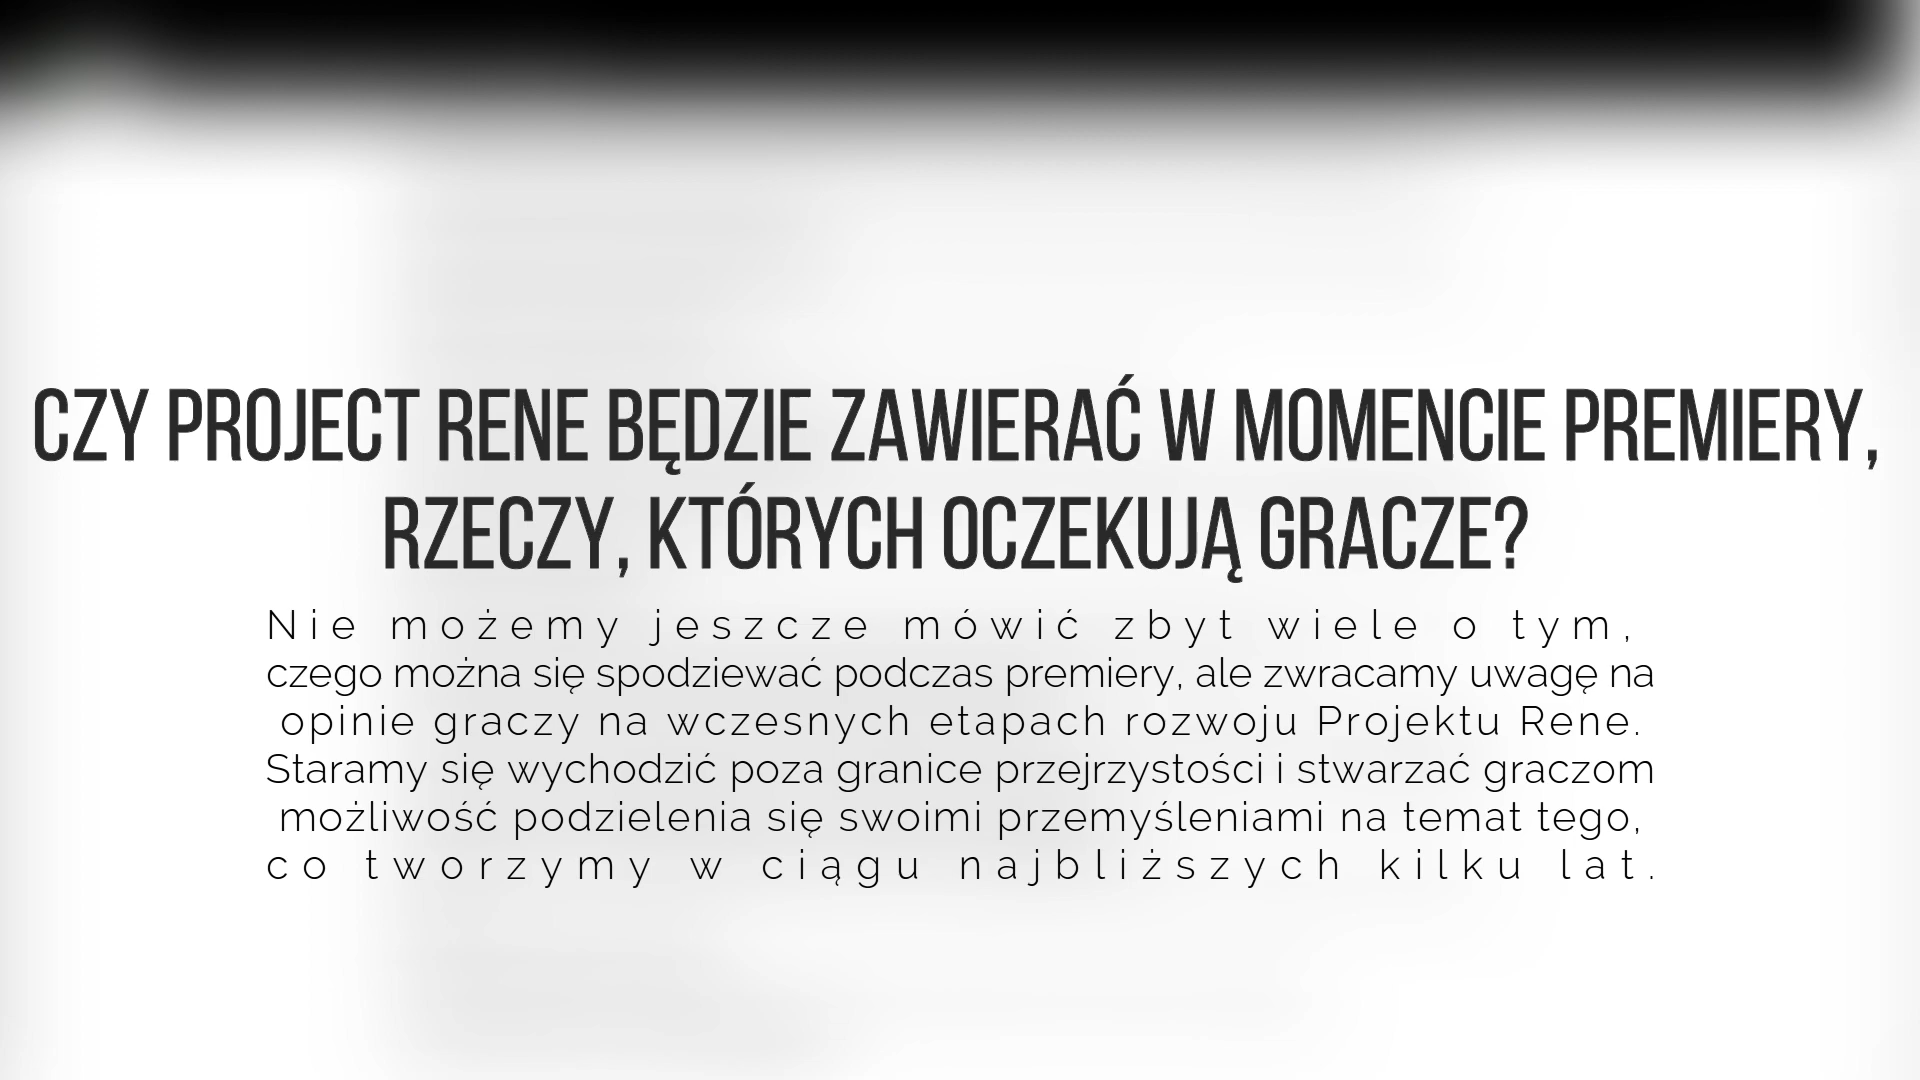 CZY PROJECT RENE BĘDZIE ZAWIERAĆ W MOMENCIE PREMIERY,
RZECZY, KTÓRYCH OCZEKUJĄ GRACZE?
Nie możemy jeszcze mówić zbyt wiele o tym,
czego można się spodziewać podczas premiery, ale zwracamy uwagę na
opinie graczy na wczesnych etapach rozwoju Projektu Rene.
Staramy się wychodzić poza granice przejrzystości i stwarzać graczom
możliwość podzielenia się swoimi przemyśleniami na temat tego,
co tworzymy w ciągu najbliższych kilku lat.